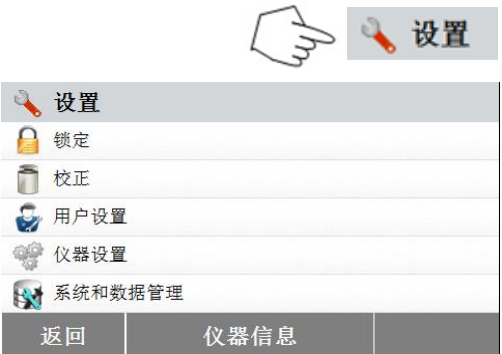 设置
设置
锁定
校正
用户设置
仪器设置
系统和数据管理
返回 仪器信息